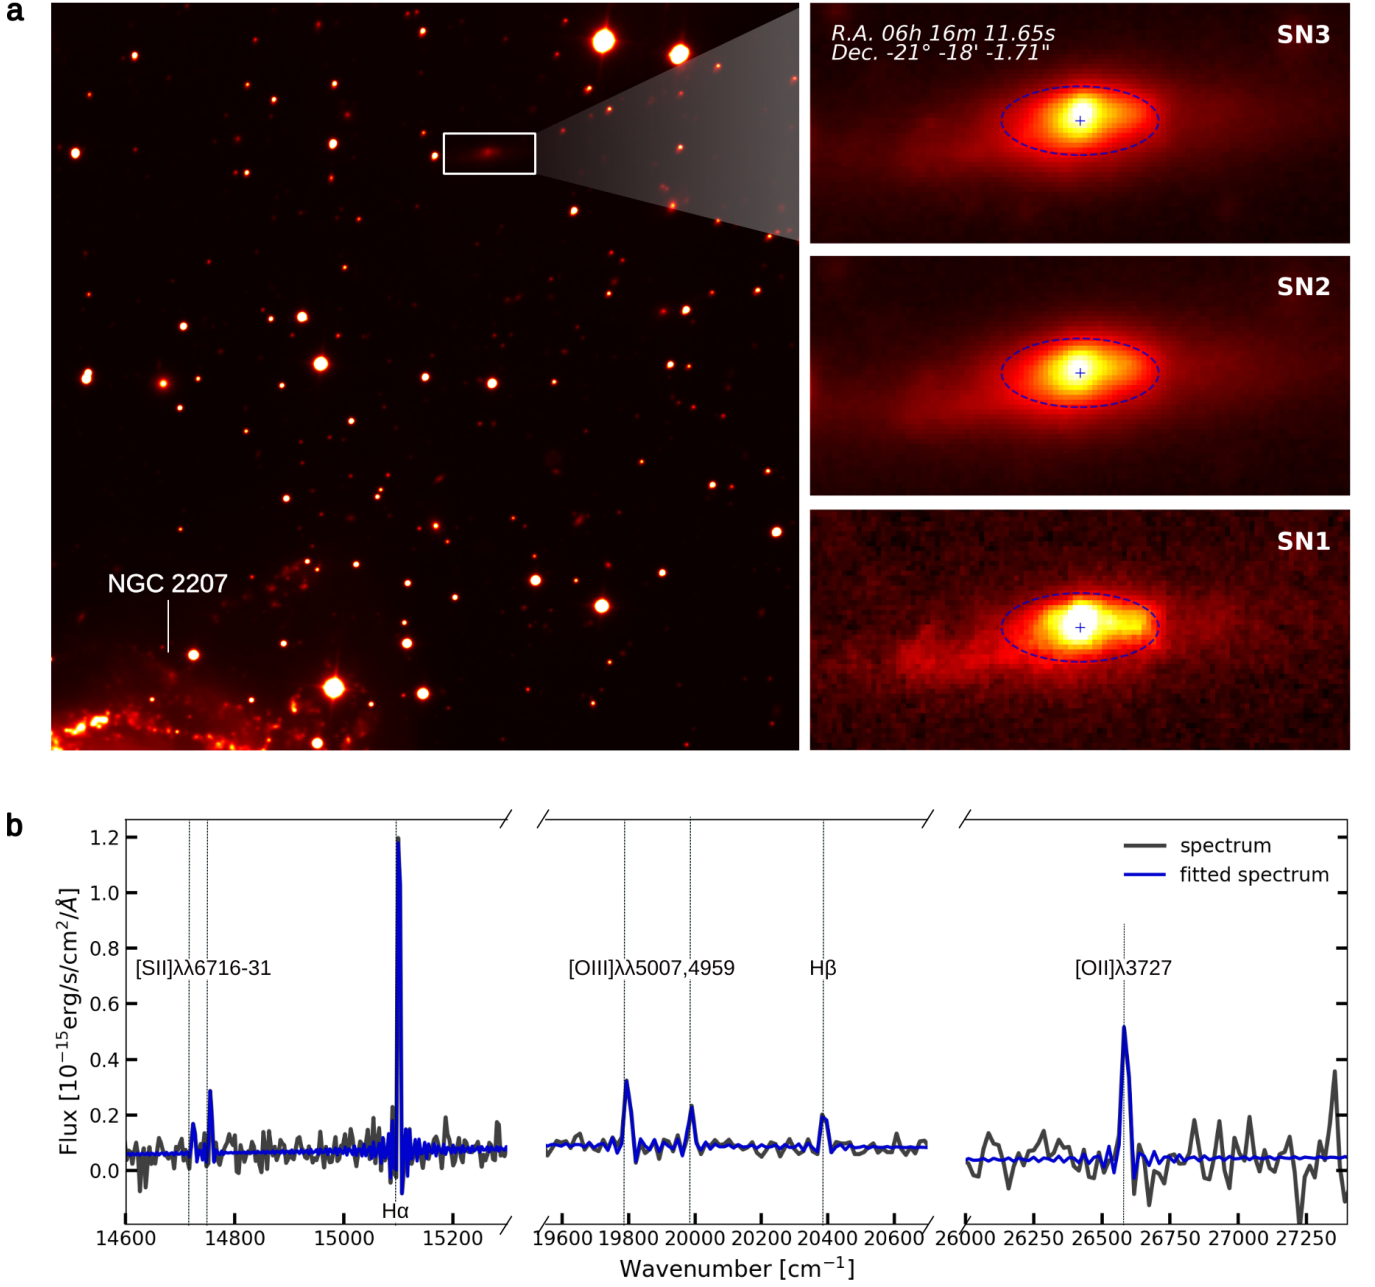 a
R.A. 06h 16m 11.65s
Dec. -21° -18' -1.71"
SN3
SN2
SN1
NGC 2207
b
spectrum
fitted spectrum
[SII]λλ6716-31
[OIII]λλ5007,4959
Hβ
[OII]λ3727
Hα
Flux [10⁻¹⁵erg/s/cm²/Å]
1.2
1.0
0.8
0.6
0.4
0.2
0.0
14600 14800 15000 15200 19600 19800 20000 20200 20400 20600 26000 26250 26500 26750 27000 27250
Wavenumber [cm⁻¹]